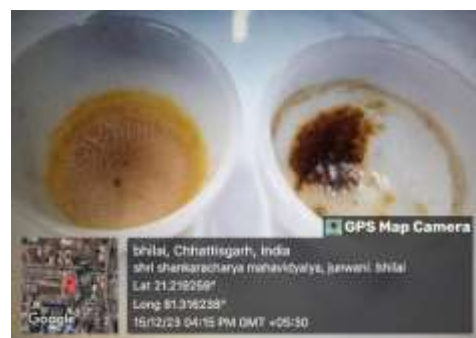 GPS Map Camera
bhilai, Chhattisgarh, India
shri shankaracharya mahavidyalya, junwani. bhilai
Lat 21.219259°
Long 81.316238°
15/12/23 04:15 PM GMT +05:30
Google